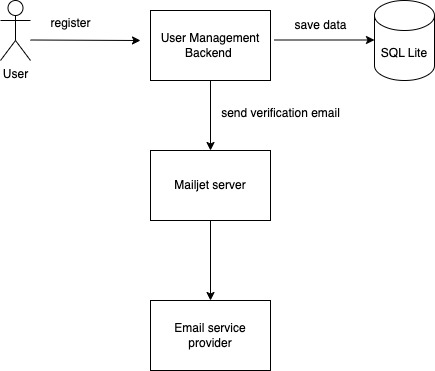 register
User
User Management
Backend
save data
SQL Lite
send verification email
Mailjet server
Email service
provider